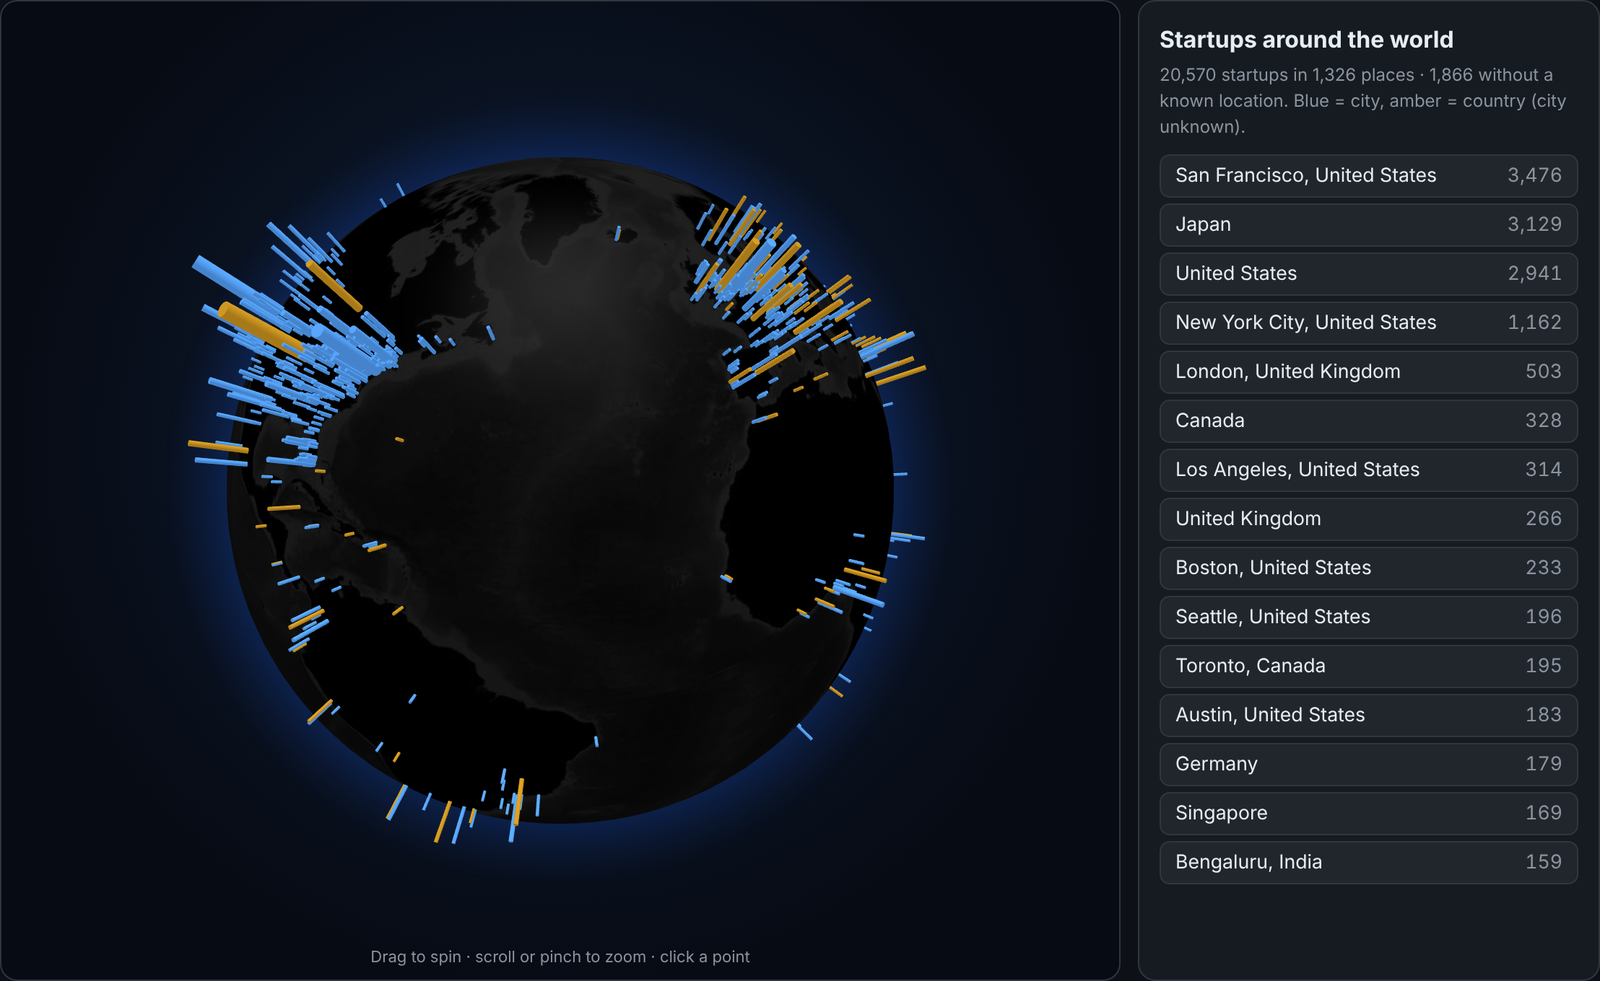 Startups around the world
20,570 startups in 1,326 places · 1,866 without a
known location. Blue = city, amber = country (city
unknown).
San Francisco, United States 3,476
Japan 3,129
United States 2,941
New York City, United States 1,162
London, United Kingdom 503
Canada 328
Los Angeles, United States 314
United Kingdom 266
Boston, United States 233
Seattle, United States 196
Toronto, Canada 195
Austin, United States 183
Germany 179
Singapore 169
Bengaluru, India 159
Drag to spin · scroll or pinch to zoom · click a point